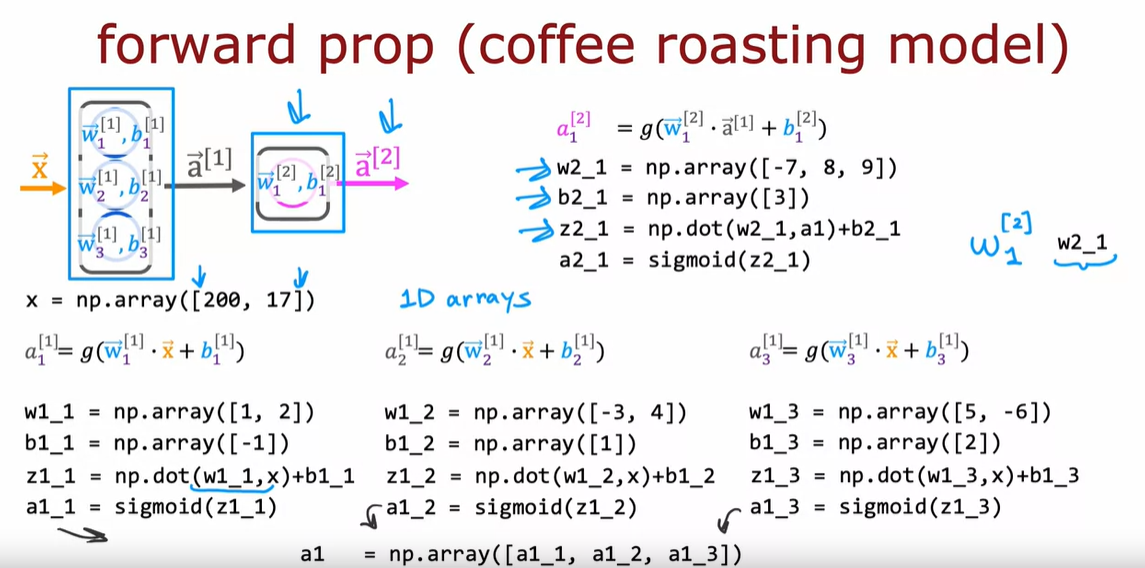 forward prop (coffee roasting model)
x⃗
w⃗₁^[1], b₁^[1]
w⃗₂^[1], b₂^[1]
w⃗₃^[1], b₃^[1]
a⃗^[1]
w⃗₁^[2], b₁^[2]
a⃗^[2]
a₁^[2] = g(w⃗₁^[2] · a⃗^[1] + b₁^[2])
w2_1 = np.array([-7, 8, 9])
b2_1 = np.array([3])
z2_1 = np.dot(w2_1,a1)+b2_1
a2_1 = sigmoid(z2_1)
w₁^[2] w2_1
x = np.array([200, 17])
1D arrays
a₁^[1]= g(w⃗₁^[1] · x⃗ + b₁^[1])
w1_1 = np.array([1, 2])
b1_1 = np.array([-1])
z1_1 = np.dot(w1_1,x)+b1_1
a1_1 = sigmoid(z1_1)
a₂^[1]= g(w⃗₂^[1] · x⃗ + b₂^[1])
w1_2 = np.array([-3, 4])
b1_2 = np.array([1])
z1_2 = np.dot(w1_2,x)+b1_2
a1_2 = sigmoid(z1_2)
a₃^[1]= g(w⃗₃^[1] · x⃗ + b₃^[1])
w1_3 = np.array([5, -6])
b1_3 = np.array([2])
z1_3 = np.dot(w1_3,x)+b1_3
a1_3 = sigmoid(z1_3)
a1 = np.array([a1_1, a1_2, a1_3])